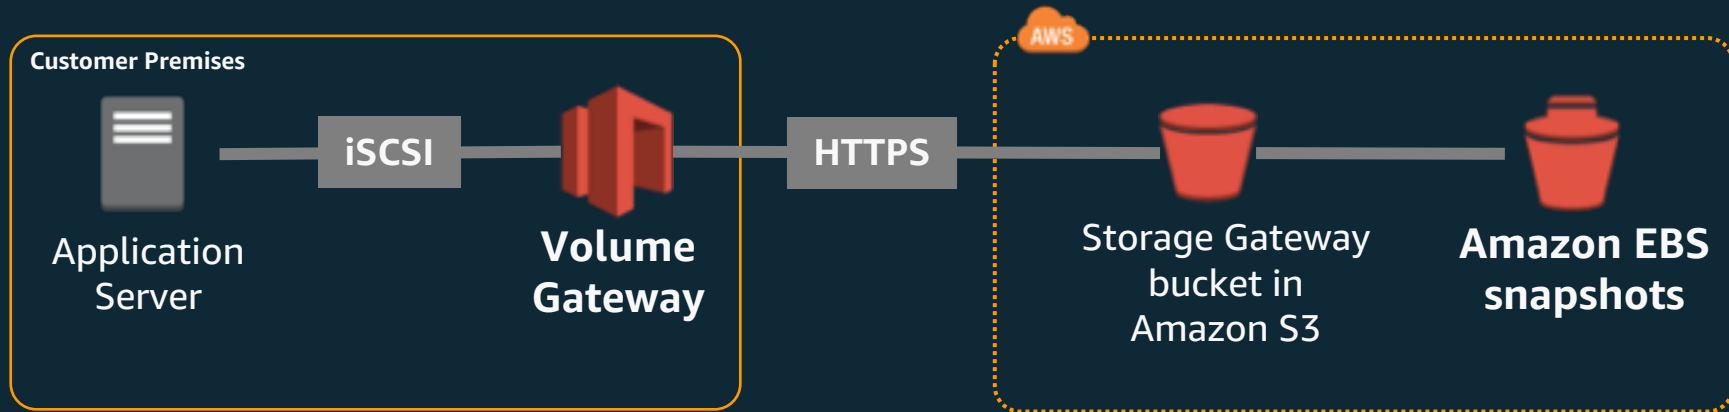 AWS
Customer Premises
iSCSI
HTTPS
Application
Server
Volume
Gateway
Storage Gateway
bucket in
Amazon S3
Amazon EBS
snapshots